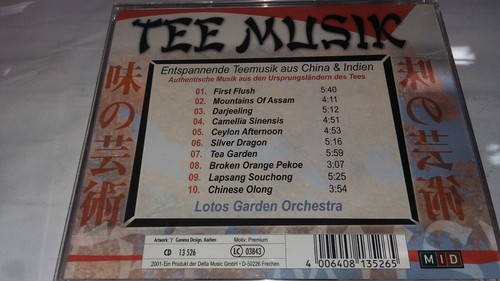 TEE MUSIK
Entspannende Teemusik aus China & Indien
Authentische Musik aus den Ursprungsländern des Tees
01. First Flush 5:40
02. Mountains Of Assam 4:11
03. Darjeeling 5:12
04. Camellia Sinensis 4:51
05. Ceylon Afternoon 4:53
06. Silver Dragon 5:16
07. Tea Garden 5:59
08. Broken Orange Pekoe 3:07
09. Lapsang Souchong 5:25
10. Chinese Olong 3:54
Lotos Garden Orchestra
味の芸術
味の芸術
Artwork: Gamma Design, Aachen
Motiv: Premium
CD 13 526
LC 03843
2001-Ein Produkt der Delta Music GmbH • D-50226 Frechen
4 006408 135265
MID